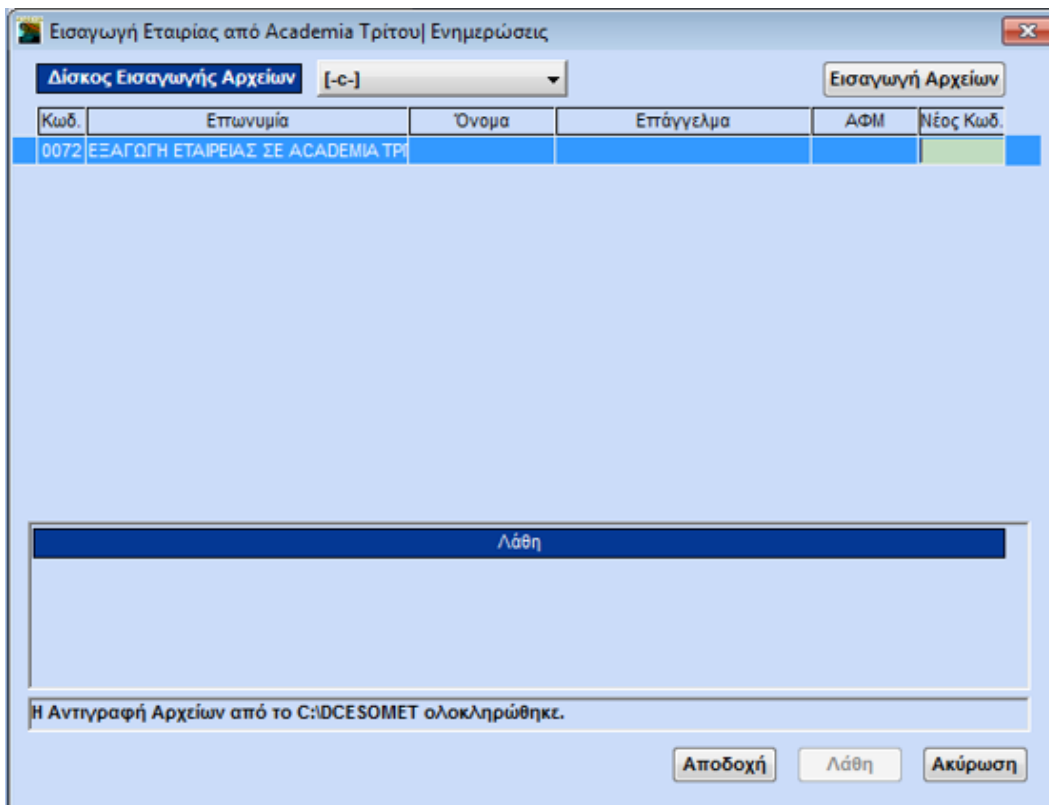 Εισαγωγή Εταιρίας από Academia Τρίτου| Ενημερώσεις
Δίσκος Εισαγωγής Αρχείων [-c-] Εισαγωγή Αρχείων
Κωδ. Επωνυμία Όνομα Επάγγελμα ΑΦΜ Νέος Κωδ.
0072 ΕΞΑΓΩΓΗ ΕΤΑΙΡΕΙΑΣ ΣΕ ACADEMIA
Λάθη
Η Αντιγραφή Αρχείων από το C:\DCESOMET ολοκληρώθηκε.
Αποδοχή Λάθη Ακύρωση